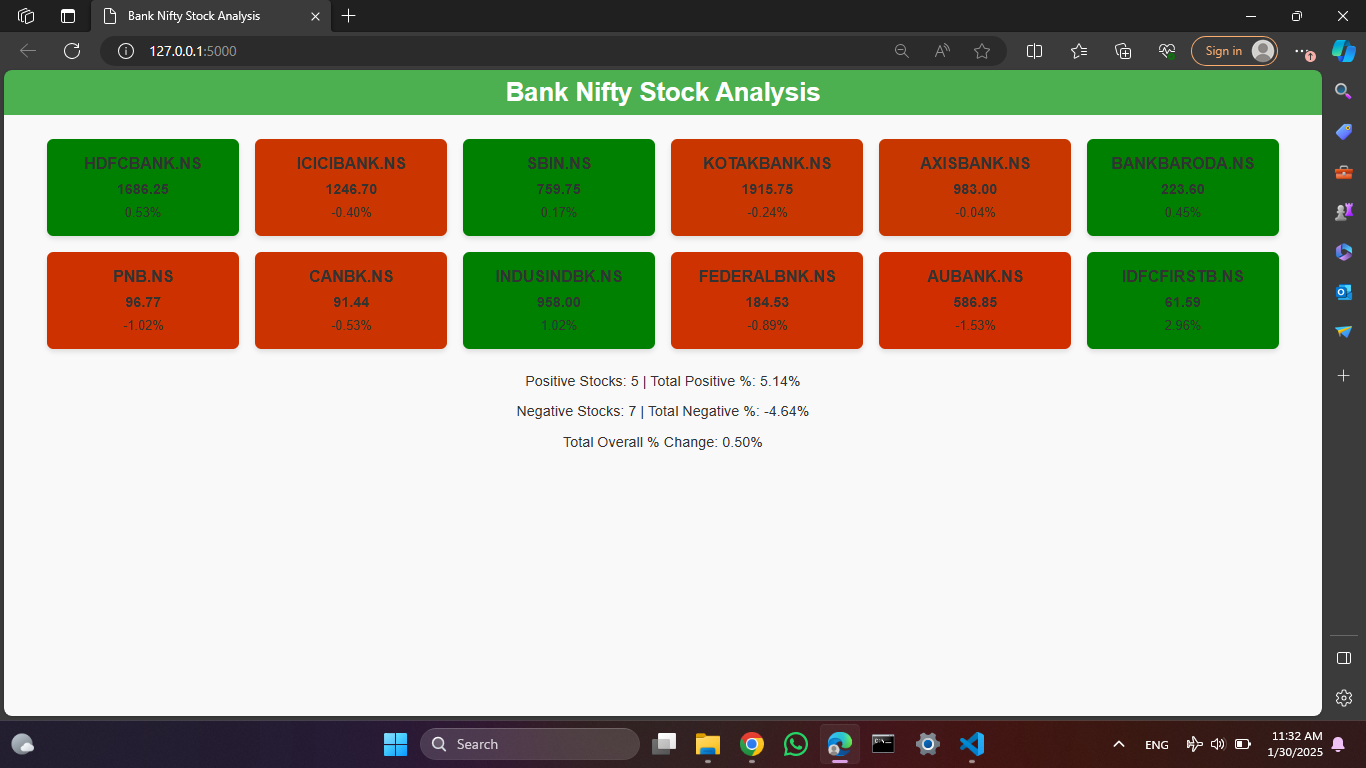 Bank Nifty Stock Analysis
127.0.0.1:5000
Sign in
Bank Nifty Stock Analysis
HDFCBANK.NS
1686.25
0.53%
ICICIBANK.NS
1246.70
-0.40%
SBIN.NS
759.75
0.17%
KOTAKBANK.NS
1915.75
-0.24%
AXISBANK.NS
983.00
-0.04%
BANKBARODA.NS
223.60
0.45%
PNB.NS
96.77
-1.02%
CANBK.NS
91.44
-0.53%
INDUSINDBK.NS
958.00
1.02%
FEDERALBNK.NS
184.53
-0.89%
AUBANK.NS
586.85
-1.53%
IDFCFIRSTB.NS
61.59
2.96%
Positive Stocks: 5 | Total Positive %: 5.14%
Negative Stocks: 7 | Total Negative %: -4.64%
Total Overall % Change: 0.50%
Search
ENG
11:32 AM
1/30/2025